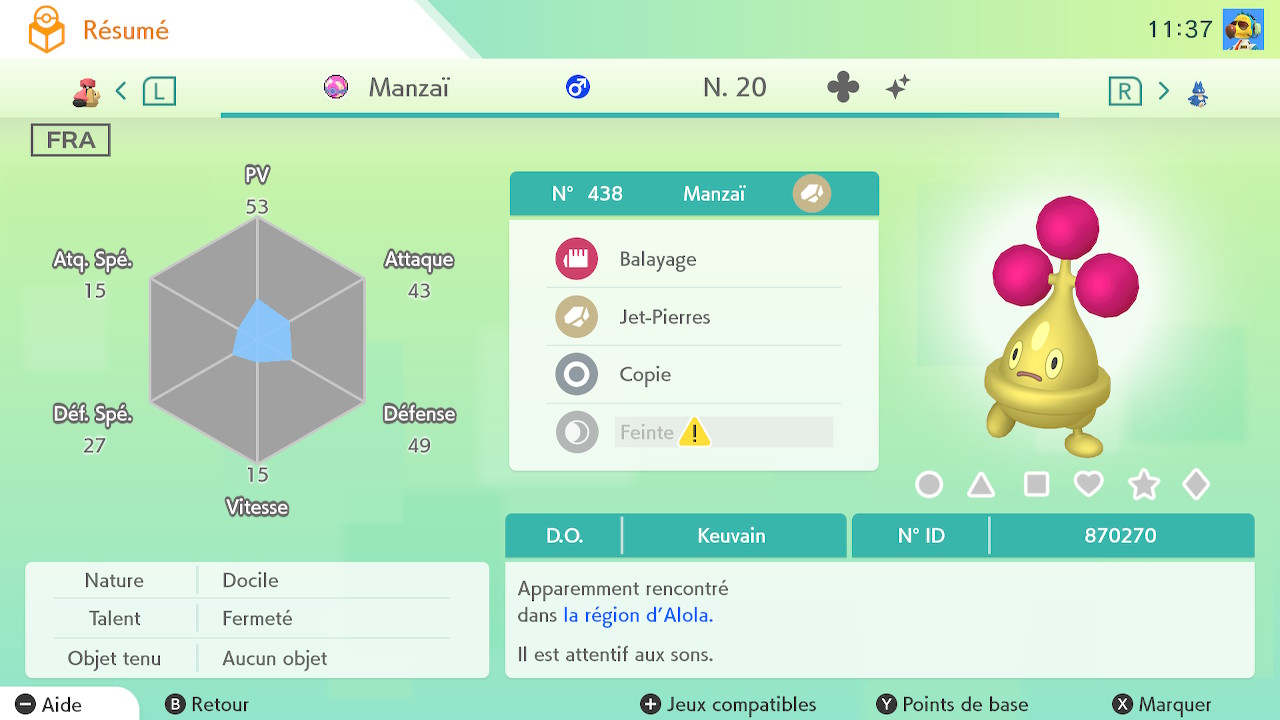 Résumé
11:37
L
Manzaï
N. 20
R
FRA
PV
53
Atq. Spé.
15
Attaque
43
Déf. Spé.
27
Défense
49
15
Vitesse
N° 438 Manzaï
Balayage
Jet-Pierres
Copie
Feinte
D.O. Keuvain
N° ID 870270
Nature Docile
Talent Fermeté
Objet tenu Aucun objet
Apparemment rencontré
dans la région d'Alola.
Il est attentif aux sons.
Aide
B Retour
Jeux compatibles
Y Points de base
X Marquer